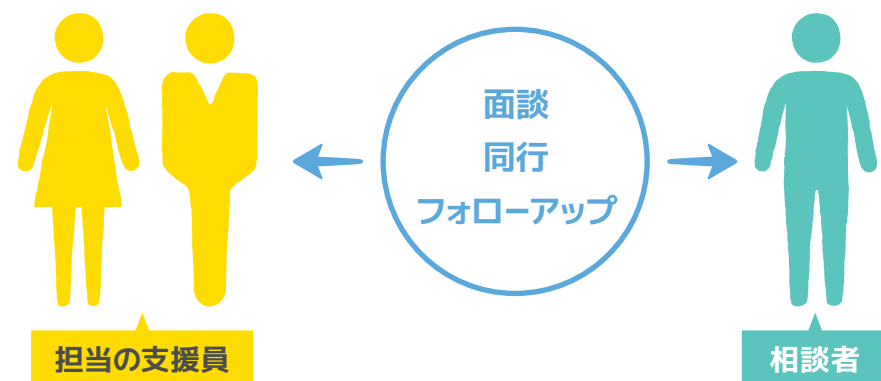 面談
同行
フォローアップ
担当の支援員
相談者